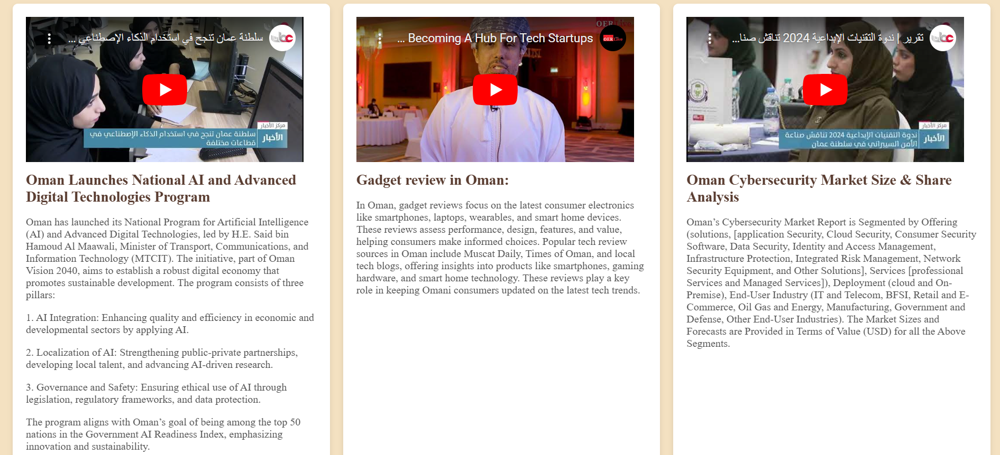 سلطنة عمان تنجح في استخدام الذكاء الإصطناعي ...
مركز الأخبار
الأخبار
سلطنة عمان تنجح في استخدام الذكاء الإصطناعي في
قطاعات مختلفة
Oman Launches National AI and Advanced
Digital Technologies Program
Oman has launched its National Program for Artificial Intelligence
(AI) and Advanced Digital Technologies, led by H.E. Said bin
Hamoud Al Maawali, Minister of Transport, Communications, and
Information Technology (MTCIT). The initiative, part of Oman
Vision 2040, aims to establish a robust digital economy that
promotes sustainable development. The program consists of three
pillars:
1. AI Integration: Enhancing quality and efficiency in economic and
developmental sectors by applying AI.
2. Localization of AI: Strengthening public-private partnerships,
developing local talent, and advancing AI-driven research.
3. Governance and Safety: Ensuring ethical use of AI through
legislation, regulatory frameworks, and data protection.
The program aligns with Oman’s goal of being among the top 50
nations in the Government AI Readiness Index, emphasizing
innovation and sustainability.
OER Live
... Becoming A Hub For Tech Startups
OER Live
Gadget review in Oman:
In Oman, gadget reviews focus on the latest consumer electronics
like smartphones, laptops, wearables, and smart home devices.
These reviews assess performance, design, features, and value,
helping consumers make informed choices. Popular tech review
sources in Oman include Muscat Daily, Times of Oman, and local
tech blogs, offering insights into products like smartphones, gaming
hardware, and smart home technology. These reviews play a key
role in keeping Omani consumers updated on the latest tech trends.
تقرير | ندوة التقنيات الإبداعية 2024 تناقش صنا...
مركز الأخبار
الأخبار
ندوة التقنيات الإبداعية 2024 تناقش صناعة
الأمن السيبراني في سلطنة عمان
Oman Cybersecurity Market Size & Share
Analysis
Oman’s Cybersecurity Market Report is Segmented by Offering
(solutions, [application Security, Cloud Security, Consumer Security
Software, Data Security, Identity and Access Management,
Infrastructure Protection, Integrated Risk Management, Network
Security Equipment, and Other Solutions], Services [professional
Services and Managed Services]), Deployment (cloud and On-
Premise), End-User Industry (IT and Telecom, BFSI, Retail and E-
Commerce, Oil Gas and Energy, Manufacturing, Government and
Defense, Other End-User Industries). The Market Sizes and
Forecasts are Provided in Terms of Value (USD) for all the Above
Segments.